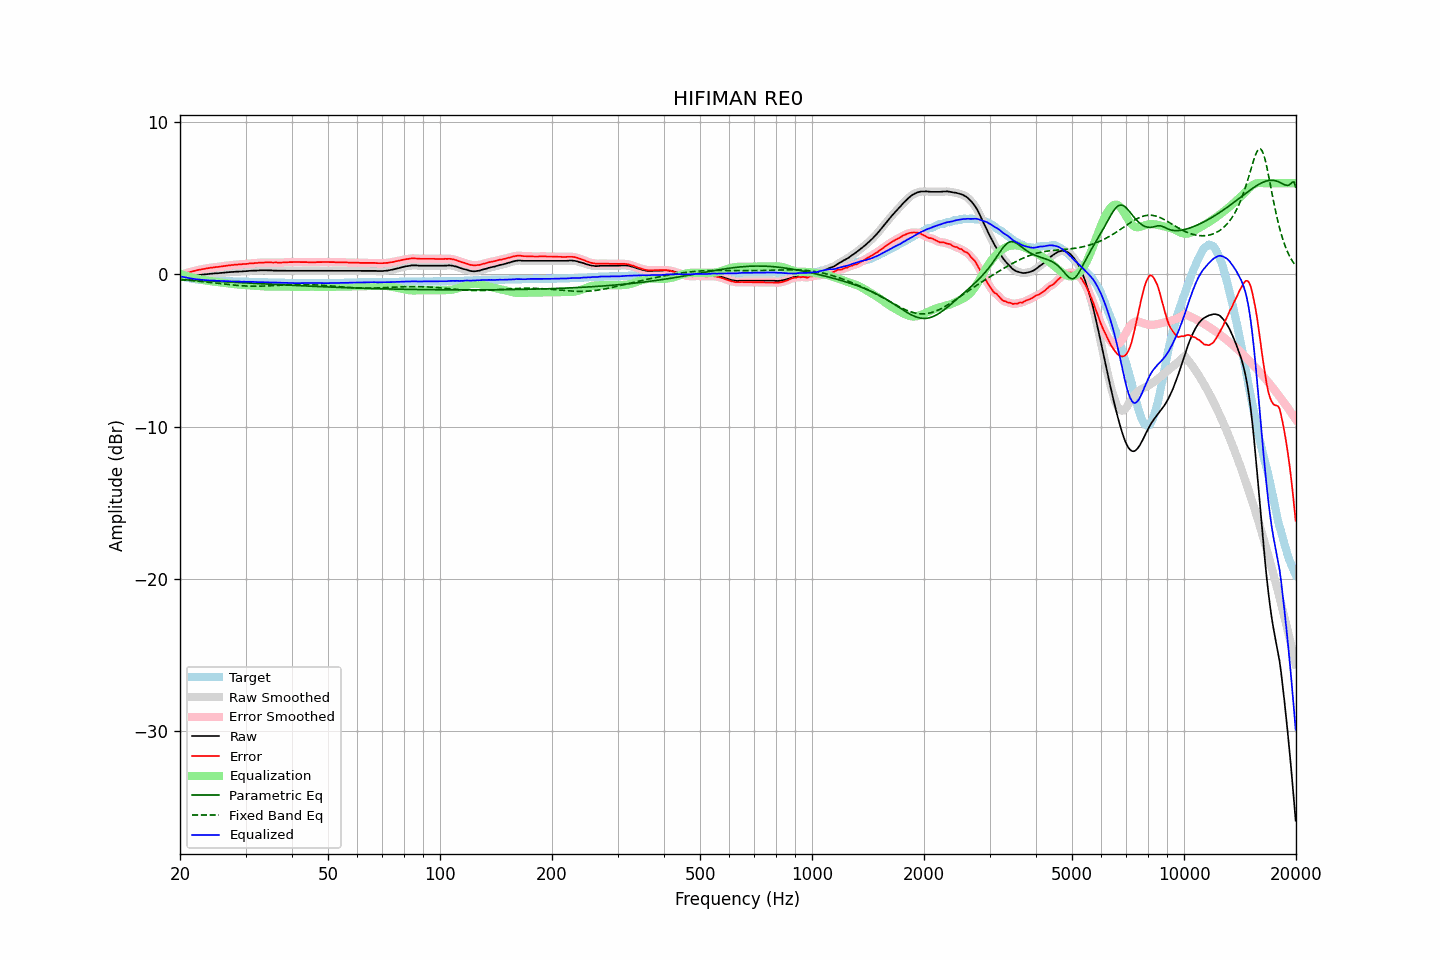 HIFIMAN RE0
10
0
−10
−20
−30
Amplitude (dBr)
Target
Raw Smoothed
Error Smoothed
Raw
Error
Equalization
Parametric Eq
Fixed Band Eq
Equalized
20
50
100
200
500
1000
2000
5000
10000
20000
Frequency (Hz)